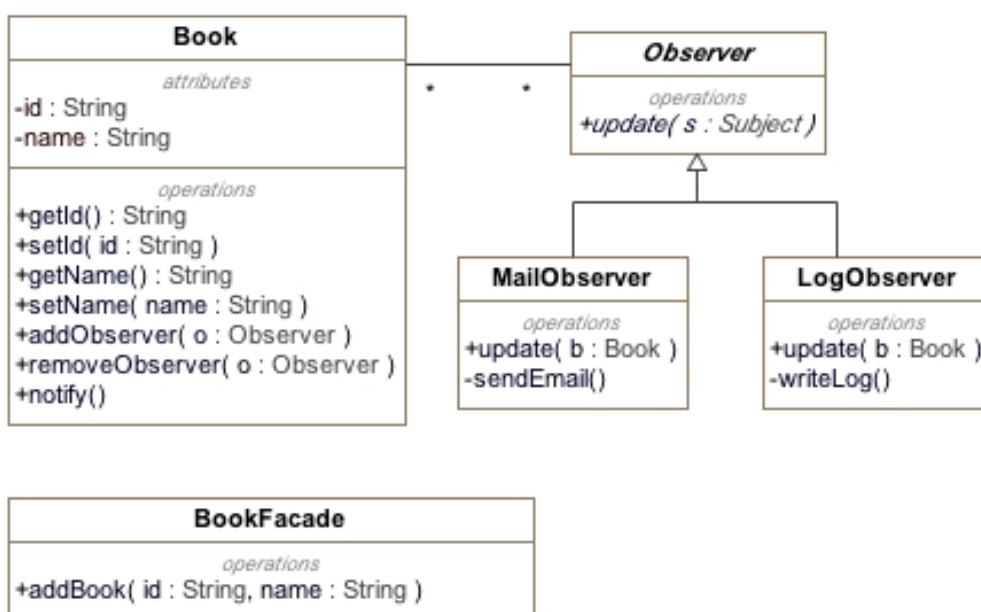 Book
attributes
-id : String
-name : String
operations
+getId() : String
+setId( id : String )
+getName() : String
+setName( name : String )
+addObserver( o : Observer )
+removeObserver( o : Observer )
+notify()
*
*
Observer
operations
+update( s : Subject )
MailObserver
operations
+update( b : Book )
-sendEmail()
LogObserver
operations
+update( b : Book )
-writeLog()
BookFacade
operations
+addBook( id : String, name : String )